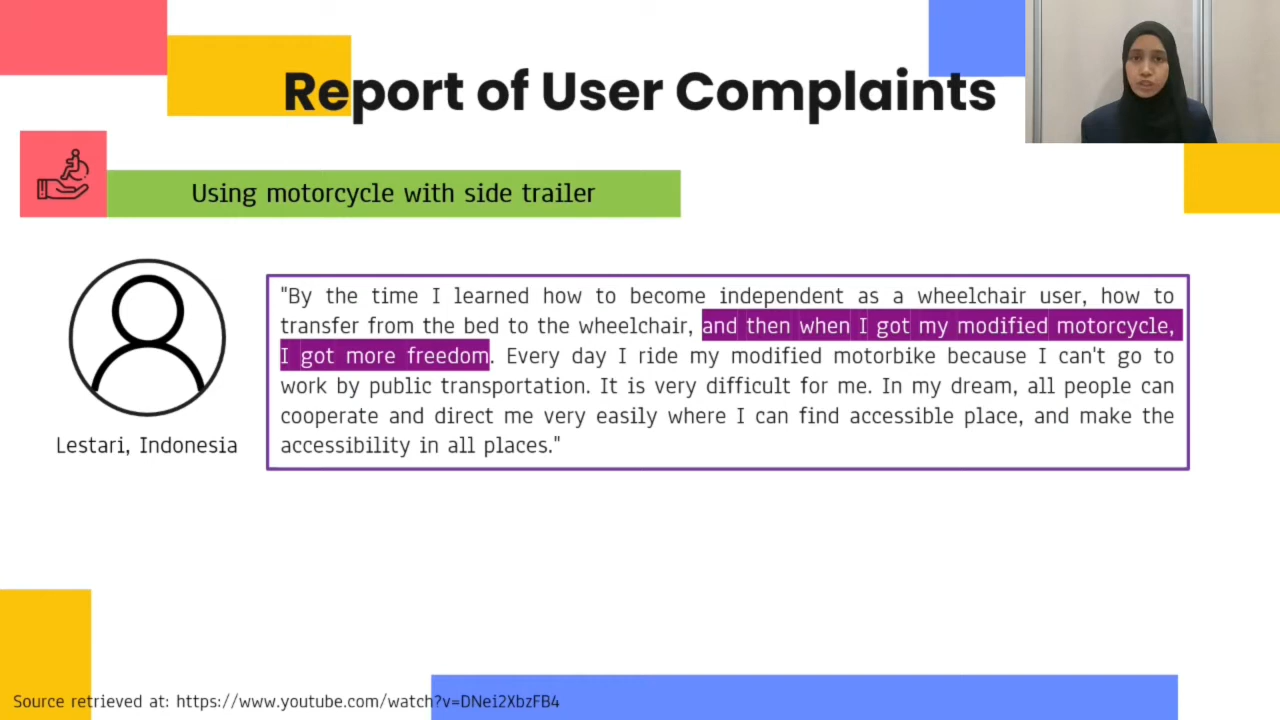 Report of User Complaints
Using motorcycle with side trailer
"By the time I learned how to become independent as a wheelchair user, how to
transfer from the bed to the wheelchair, and then when I got my modified motorcycle,
I got more freedom. Every day I ride my modified motorbike because I can't go to
work by public transportation. It is very difficult for me. In my dream, all people can
cooperate and direct me very easily where I can find accessible place, and make the
accessibility in all places."
Lestari, Indonesia
Source retrieved at: https://www.youtube.com/watch?v=DNei2XbzFB4